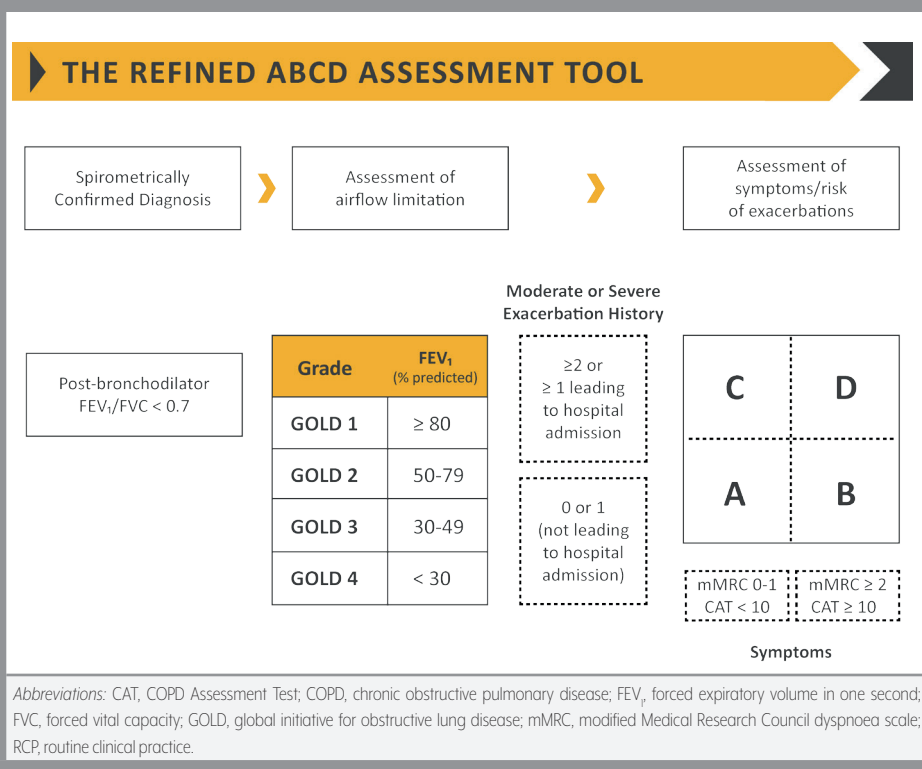 THE REFINED ABCD ASSESSMENT TOOL
Spirometrically
Confirmed Diagnosis
Assessment of
airflow limitation
Assessment of
symptoms/risk
of exacerbations
Post-bronchodilator
FEV₁/FVC < 0.7
Grade
FEV₁
(% predicted)
GOLD 1
≥ 80
GOLD 2
50-79
GOLD 3
30-49
GOLD 4
< 30
Moderate or Severe
Exacerbation History
≥2 or
≥ 1 leading
to hospital
admission
0 or 1
(not leading
to hospital
admission)
C
D
A
B
mMRC 0-1
CAT < 10
mMRC ≥ 2
CAT ≥ 10
Symptoms
Abbreviations: CAT, COPD Assessment Test; COPD, chronic obstructive pulmonary disease; FEV₁, forced expiratory volume in one second;
FVC, forced vital capacity; GOLD, global initiative for obstructive lung disease; mMRC, modified Medical Research Council dyspnoea scale;
RCP, routine clinical practice.